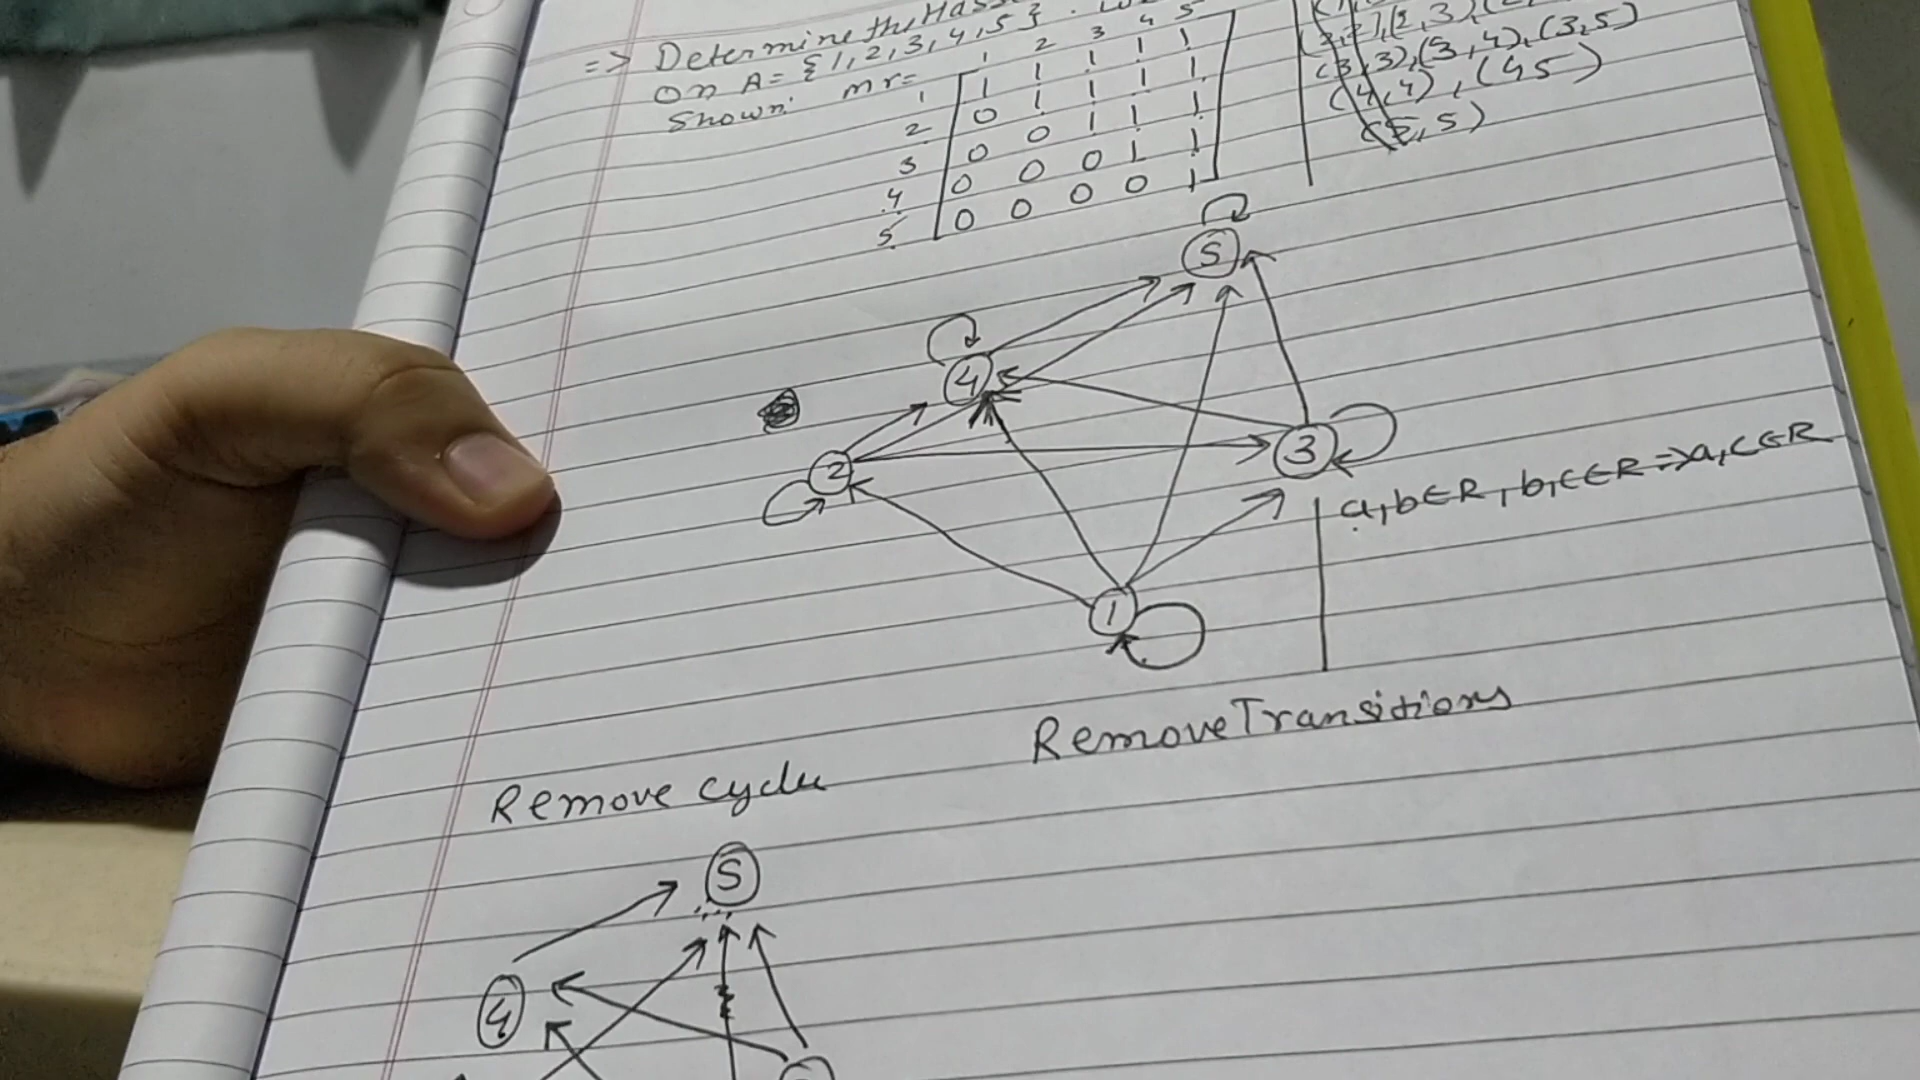 => Determine the Hass
on A = {1,2,3,4,5}.
Shown: mr =
1 2 3 4 5
1 1 1 1 1 1
2 0 1 1 1 1
3 0 0 1 1 1
4 0 0 0 1 1
5 0 0 0 0 1
(3,3),(3,4),(3,5)
(4,4),(45)
(5,5)
5
4
2
3
1
a,b∈R, b,c∈R => a,c∈R
Remove Transitions
Remove cycle
5
4